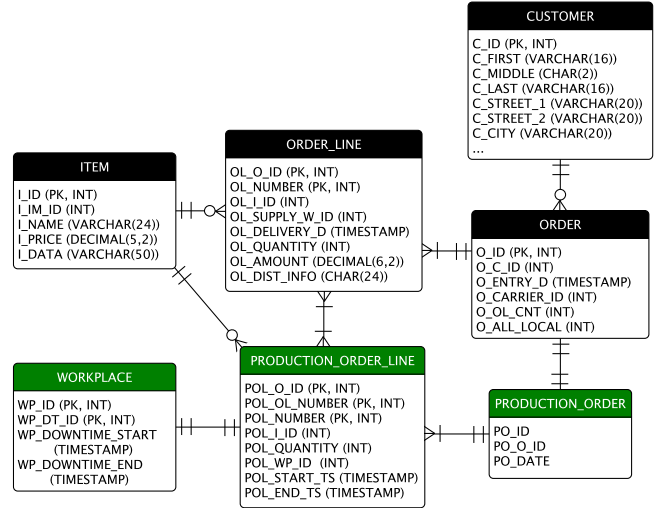 CUSTOMER
C_ID (PK, INT)
C_FIRST (VARCHAR(16))
C_MIDDLE (CHAR(2))
C_LAST (VARCHAR(16))
C_STREET_1 (VARCHAR(20))
C_STREET_2 (VARCHAR(20))
C_CITY (VARCHAR(20))
...
ORDER_LINE
OL_O_ID (PK, INT)
OL_NUMBER (PK, INT)
OL_I_ID (INT)
OL_SUPPLY_W_ID (INT)
OL_DELIVERY_D (TIMESTAMP)
OL_QUANTITY (INT)
OL_AMOUNT (DECIMAL(6,2))
OL_DIST_INFO (CHAR(24))
ITEM
I_ID (PK, INT)
I_IM_ID (INT)
I_NAME (VARCHAR(24))
I_PRICE (DECIMAL(5,2))
I_DATA (VARCHAR(50))
ORDER
O_ID (PK, INT)
O_C_ID (INT)
O_ENTRY_D (TIMESTAMP)
O_CARRIER_ID (INT)
O_OL_CNT (INT)
O_ALL_LOCAL (INT)
PRODUCTION_ORDER_LINE
POL_O_ID (PK, INT)
POL_OL_NUMBER (PK, INT)
POL_NUMBER (PK, INT)
POL_I_ID (INT)
POL_QUANTITY (INT)
POL_WP_ID (INT)
POL_START_TS (TIMESTAMP)
POL_END_TS (TIMESTAMP)
WORKPLACE
WP_ID (PK, INT)
WP_DT_ID (PK, INT)
WP_DOWNTIME_START
(TIMESTAMP)
WP_DOWNTIME_END
(TIMESTAMP)
PRODUCTION_ORDER
PO_ID
PO_O_ID
PO_DATE